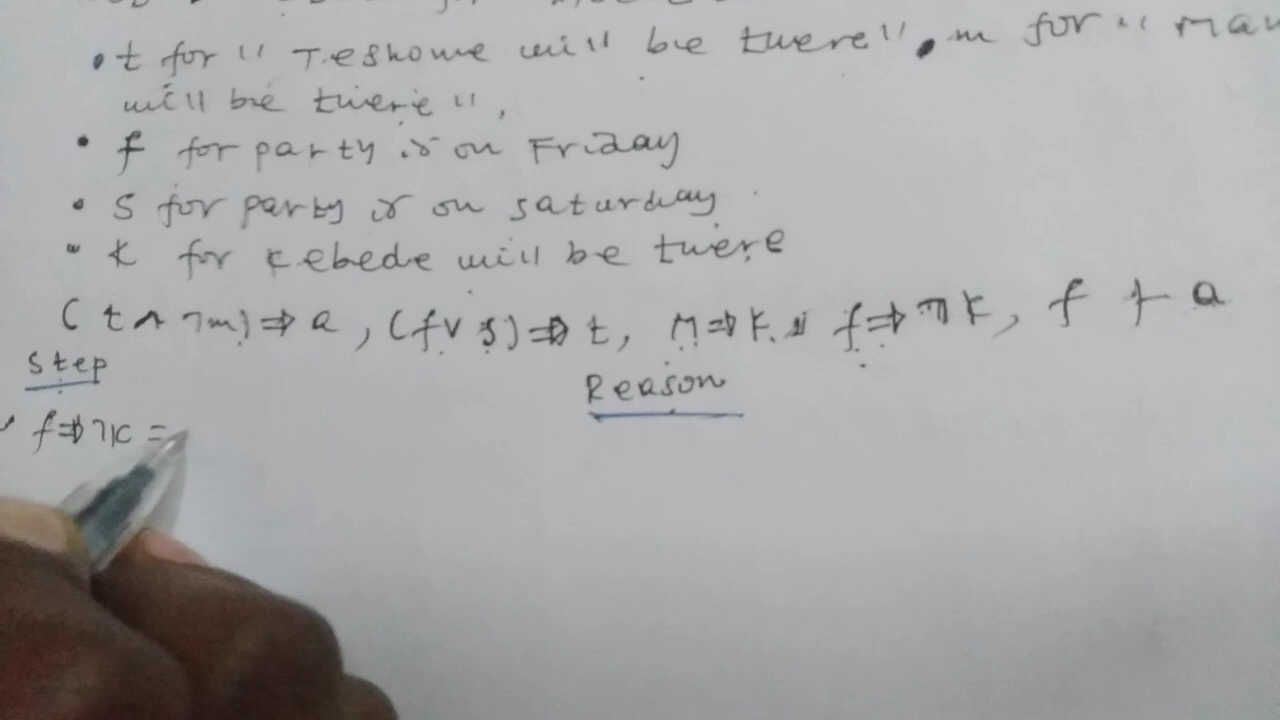 • t for " Teshome will be there", • m for " Ma
will be there ",
• f for party is on Friday
• S for party is on saturday
• K for kebede will be there
(t ∧ ¬m) ⇒ a, (f ∨ s) ⇒ t, M ⇒ K, f ⇒ ¬K, f ⊢ a
Step
Reason
f ⇒ ¬K =